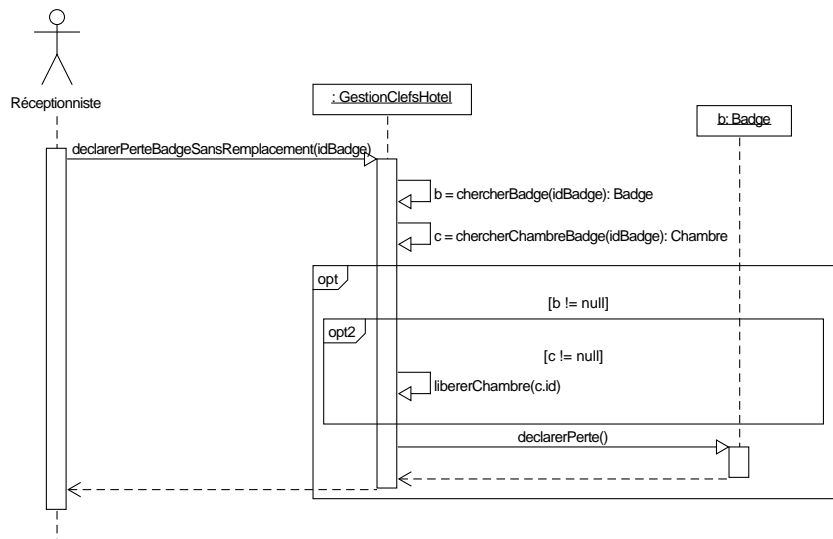 Réceptionniste
: GestionClefsHotel
b: Badge
declarerPerteBadgeSansRemplacement(idBadge)
b = chercherBadge(idBadge): Badge
c = chercherChambreBadge(idBadge): Chambre
opt
[b != null]
opt2
[c != null]
libererChambre(c.id)
declarerPerte()